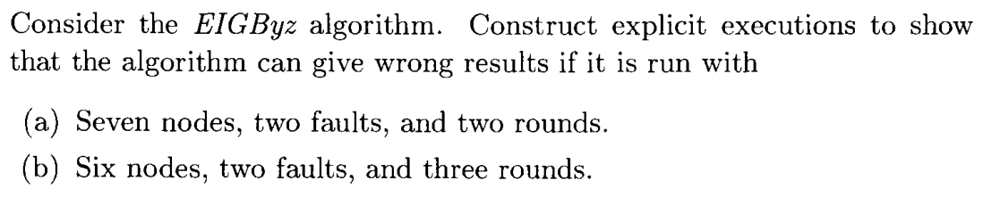 Consider the EIGByz algorithm. Construct explicit executions to show
that the algorithm can give wrong results if it is run with
(a) Seven nodes, two faults, and two rounds.
(b) Six nodes, two faults, and three rounds.